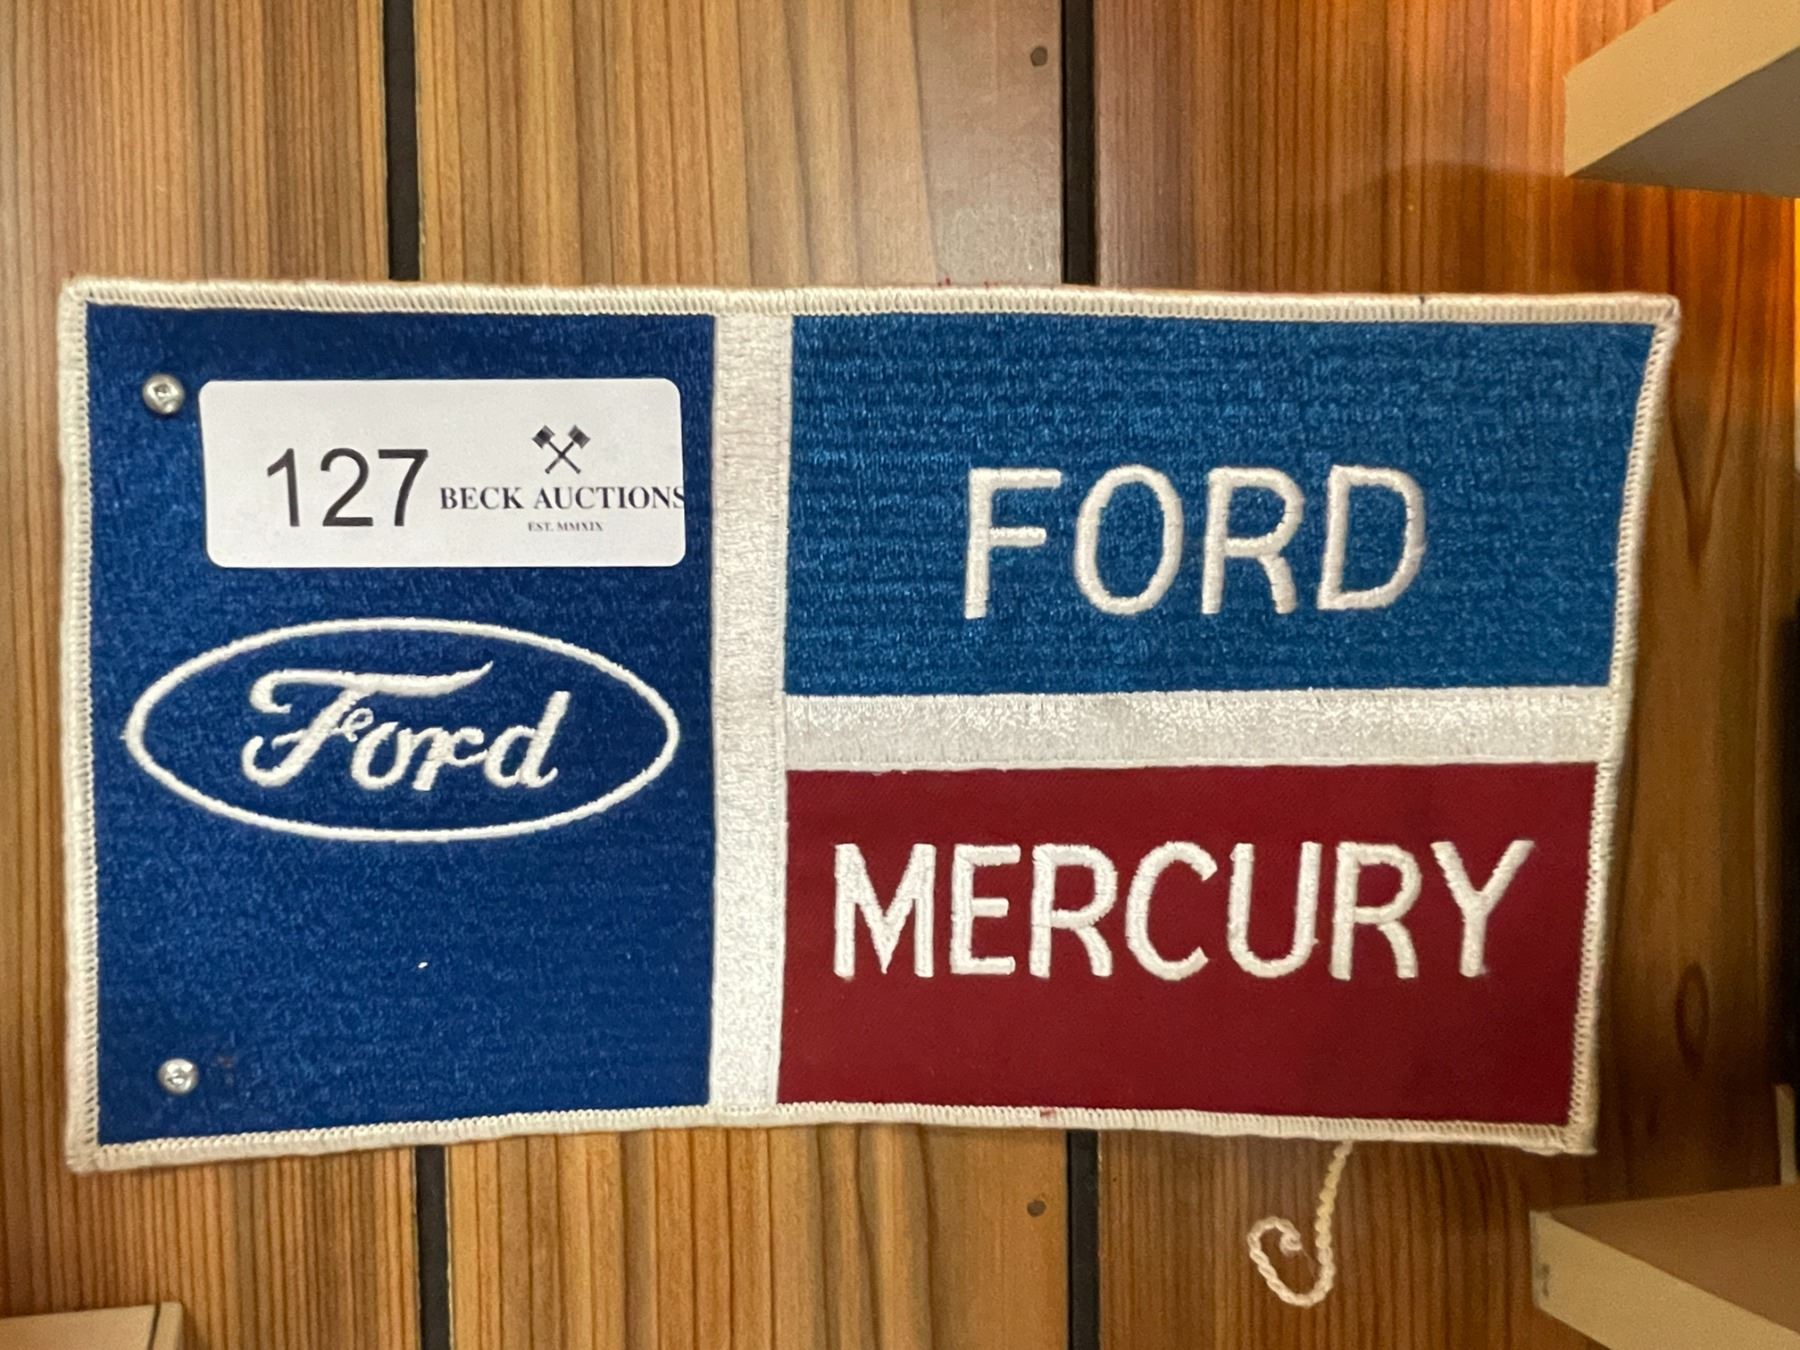 127
BECK AUCTIONS
EST. MMXIX
Ford
FORD
MERCURY